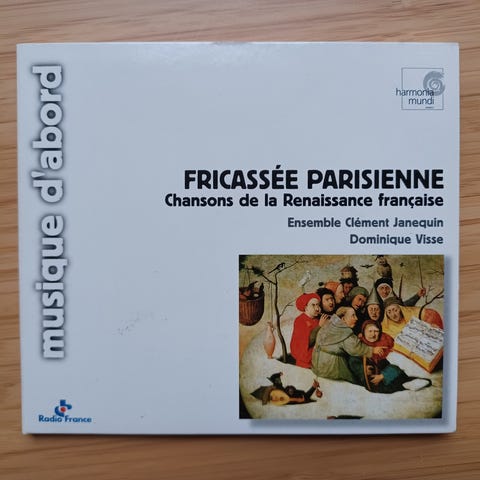 musique d'abord
harmonia
mundi
FRICASSÉE PARISIENNE
Chansons de la Renaissance française
Ensemble Clément Janequin
Dominique Visse
Radio France